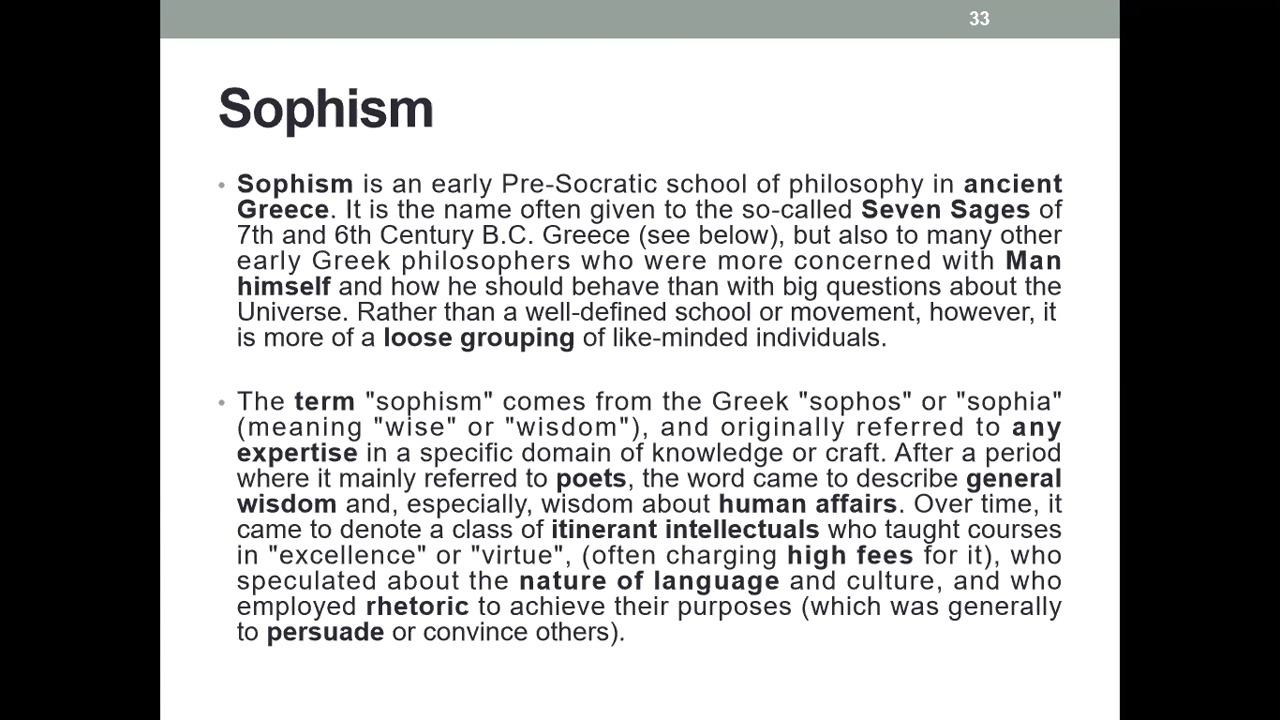 33
Sophism
• Sophism is an early Pre-Socratic school of philosophy in ancient
Greece. It is the name often given to the so-called Seven Sages of
7th and 6th Century B.C. Greece (see below), but also to many other
early Greek philosophers who were more concerned with Man
himself and how he should behave than with big questions about the
Universe. Rather than a well-defined school or movement, however, it
is more of a loose grouping of like-minded individuals.
• The term "sophism" comes from the Greek "sophos" or "sophia"
(meaning "wise" or "wisdom"), and originally referred to any
expertise in a specific domain of knowledge or craft. After a period
where it mainly referred to poets, the word came to describe general
wisdom and, especially, wisdom about human affairs. Over time, it
came to denote a class of itinerant intellectuals who taught courses
in "excellence" or "virtue", (often charging high fees for it), who
speculated about the nature of language and culture, and who
employed rhetoric to achieve their purposes (which was generally
to persuade or convince others).